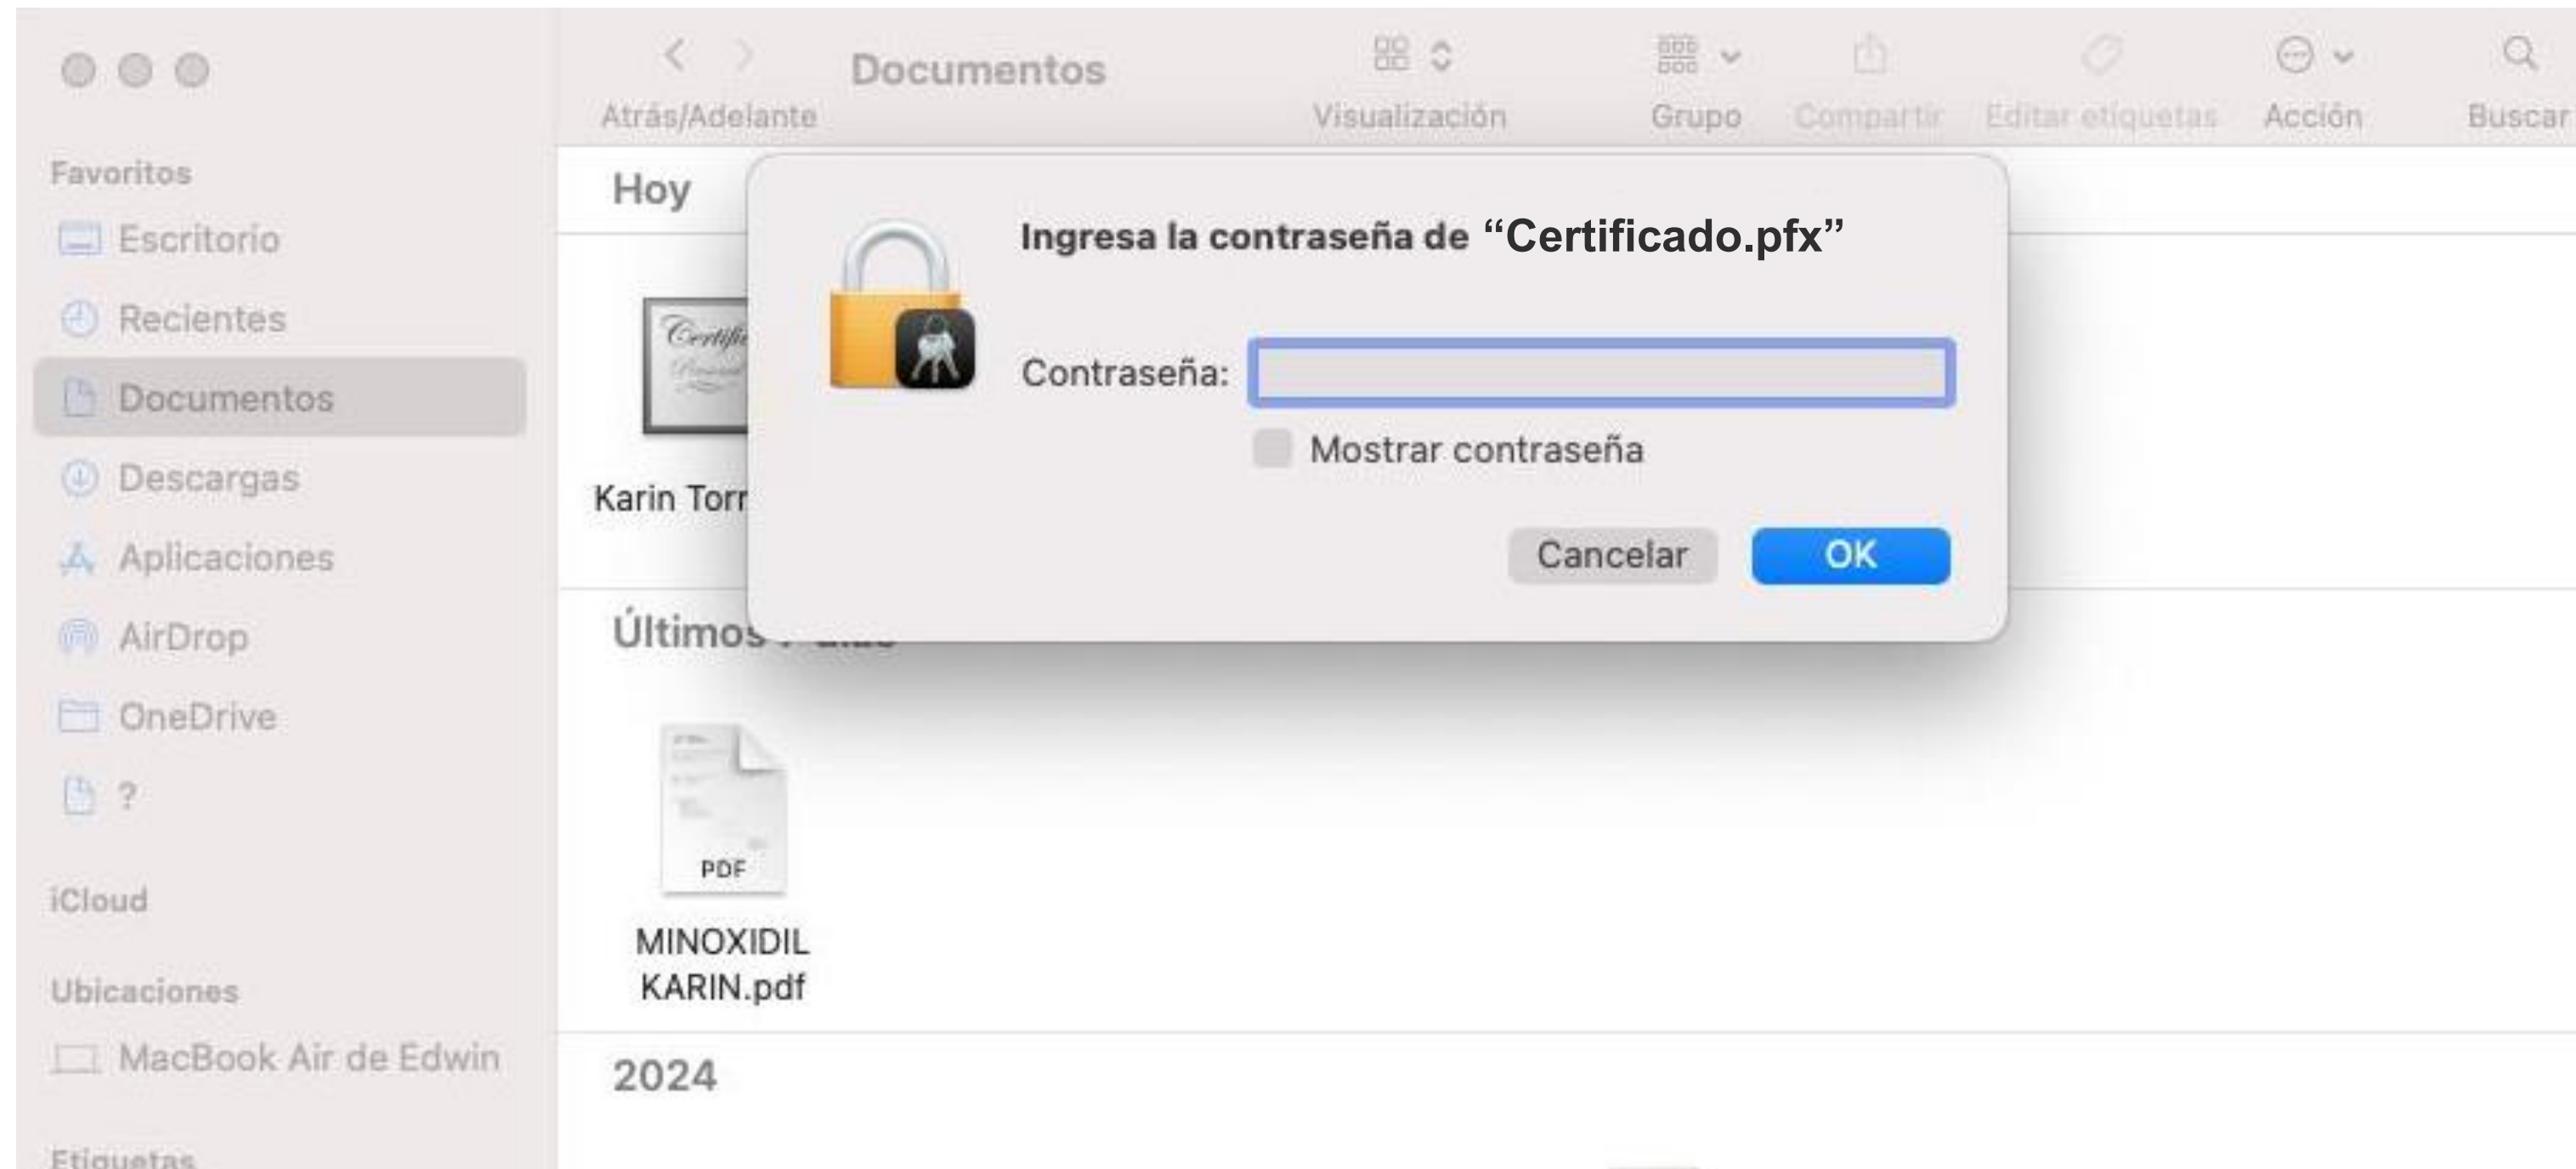 Documentos
Atrás/Adelante
Visualización
Grupo
Compartir
Editar etiquetas
Acción
Buscar
Favoritos
Escritorio
Recientes
Documentos
Descargas
Aplicaciones
AirDrop
OneDrive
?
iCloud
Ubicaciones
MacBook Air de Edwin
Etiquetas
Hoy
Karin Torr
Ingresa la contraseña de “Certificado.pfx”
Contraseña:
Mostrar contraseña
Cancelar
OK
Últimos
PDF
MINOXIDIL
KARIN.pdf
2024